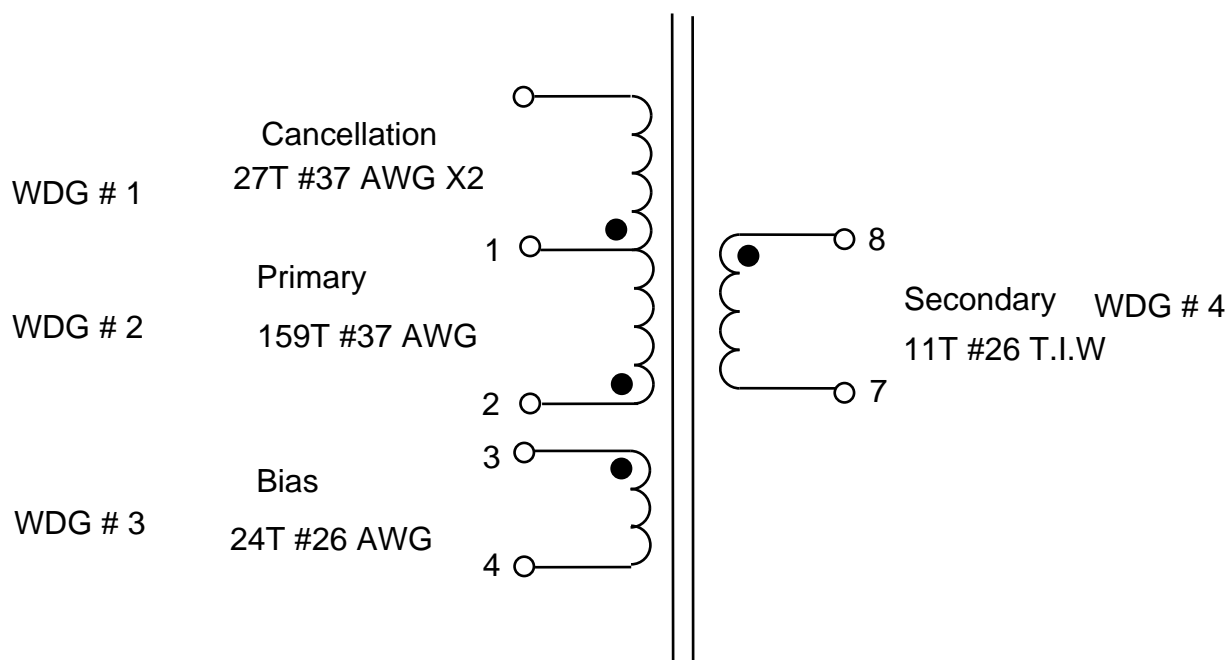 Cancellation
27T #37 AWG X2
WDG # 1
1
Primary
159T #37 AWG
WDG # 2
2
3
Bias
24T #26 AWG
WDG # 3
4
8
Secondary
WDG # 4
11T #26 T.I.W
7